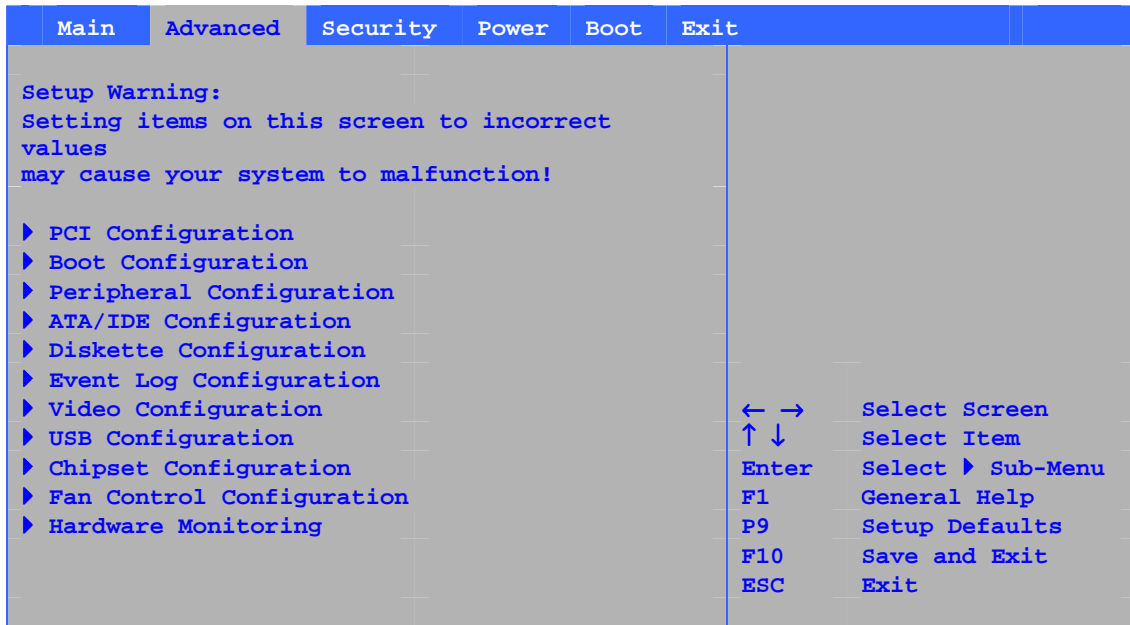 Main Advanced Security Power Boot Exit
Setup Warning:
Setting items on this screen to incorrect
values
may cause your system to malfunction!
PCI Configuration
Boot Configuration
Peripheral Configuration
ATA/IDE Configuration
Diskette Configuration
Event Log Configuration
Video Configuration
USB Configuration
Chipset Configuration
Fan Control Configuration
Hardware Monitoring
← → Select Screen
↑ ↓ Select Item
Enter Select ▶ Sub-Menu
F1 General Help
P9 Setup Defaults
F10 Save and Exit
ESC Exit